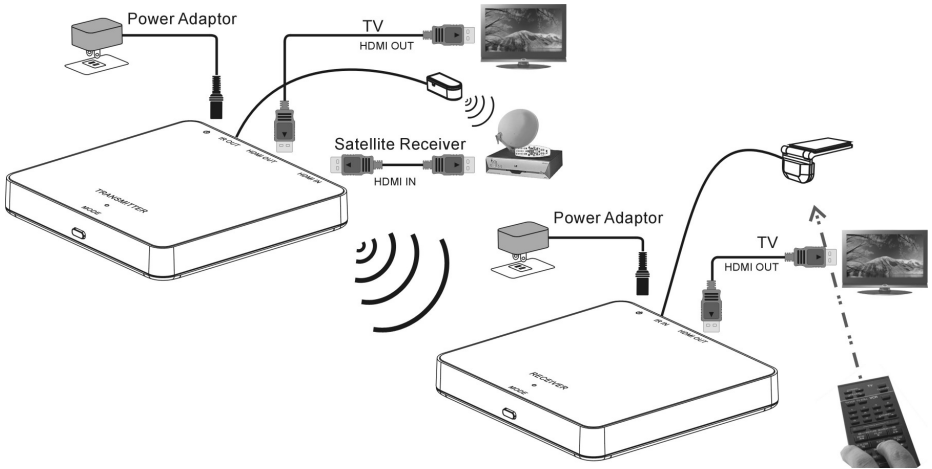 Power Adaptor
TV
HDMI OUT
Satellite Receiver
HDMI IN
IR OUT
HDMI OUT
HDMI IN
TRANSMITTER
MODE
Power Adaptor
TV
HDMI OUT
IR IN
HDMI OUT
RECEIVER
MODE